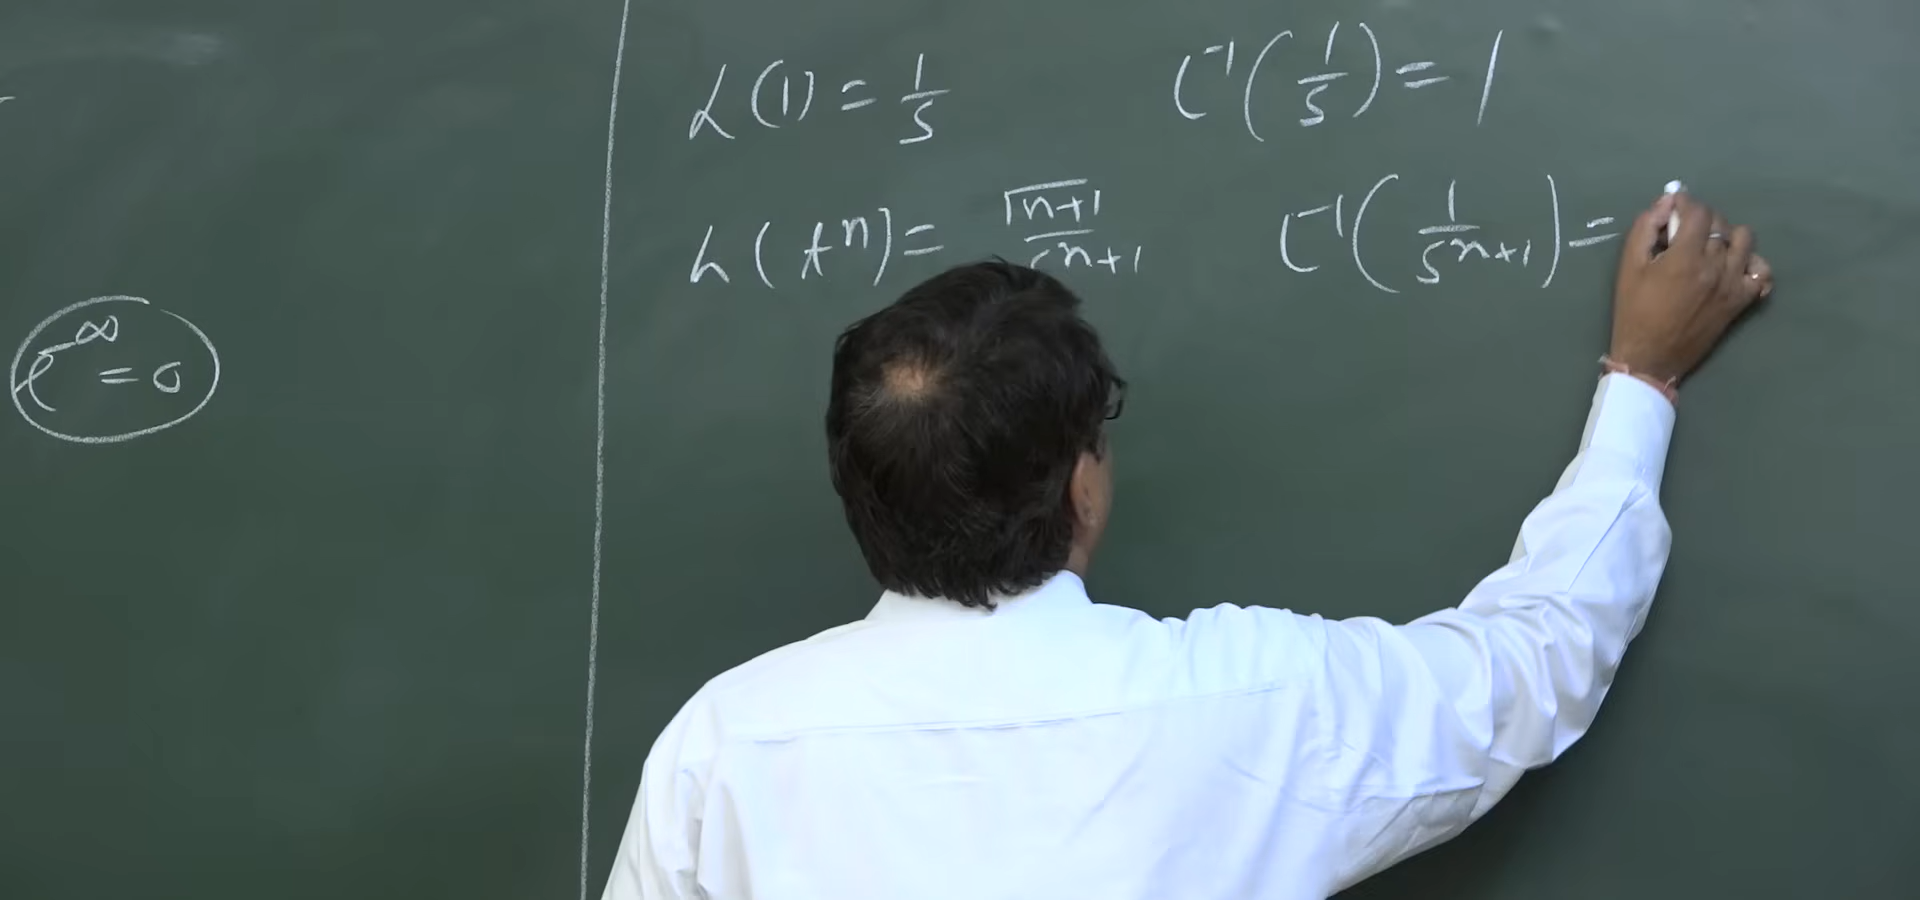 L(1) = 1/s
L⁻¹(1/s) = 1
L(tⁿ) = Γn+1/sⁿ⁺¹
L⁻¹(1/sⁿ⁺¹) =
e^-∞ = 0